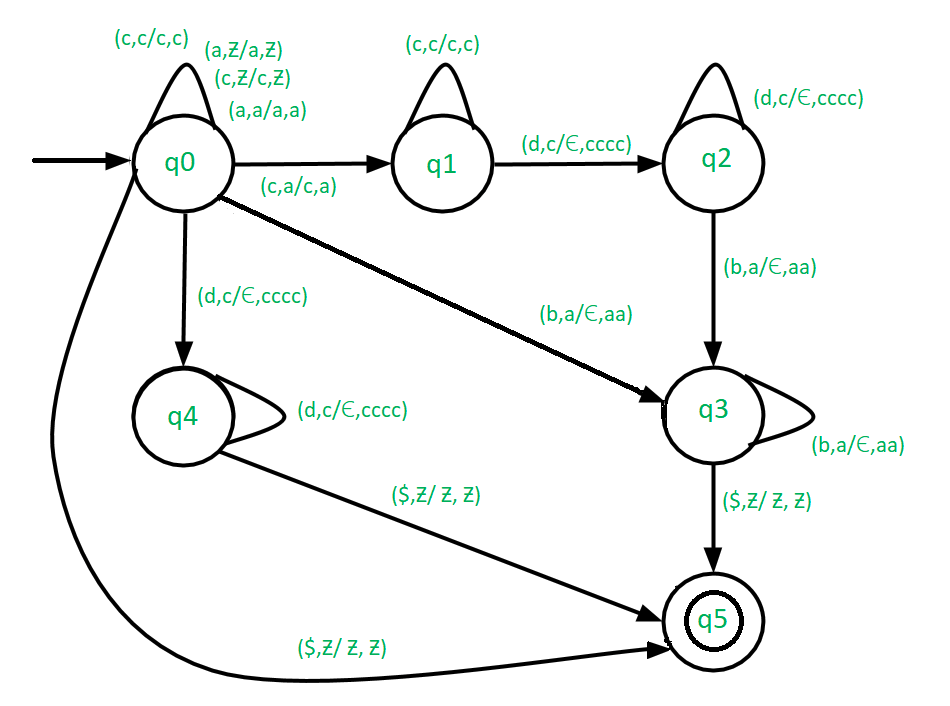 (c,c/c,c)
(a,Ƶ/a,Ƶ)
(c,Ƶ/c,Ƶ)
(a,a/a,a)
(c,c/c,c)
(d,c/Є,cccc)
q0
(c,a/c,a)
q1
(d,c/Є,cccc)
q2
(d,c/Є,cccc)
(b,a/Є,aa)
(b,a/Є,aa)
q4
(d,c/Є,cccc)
q3
(b,a/Є,aa)
($,Ƶ/ Ƶ, Ƶ)
($,Ƶ/ Ƶ, Ƶ)
q5
($,Ƶ/ Ƶ, Ƶ)